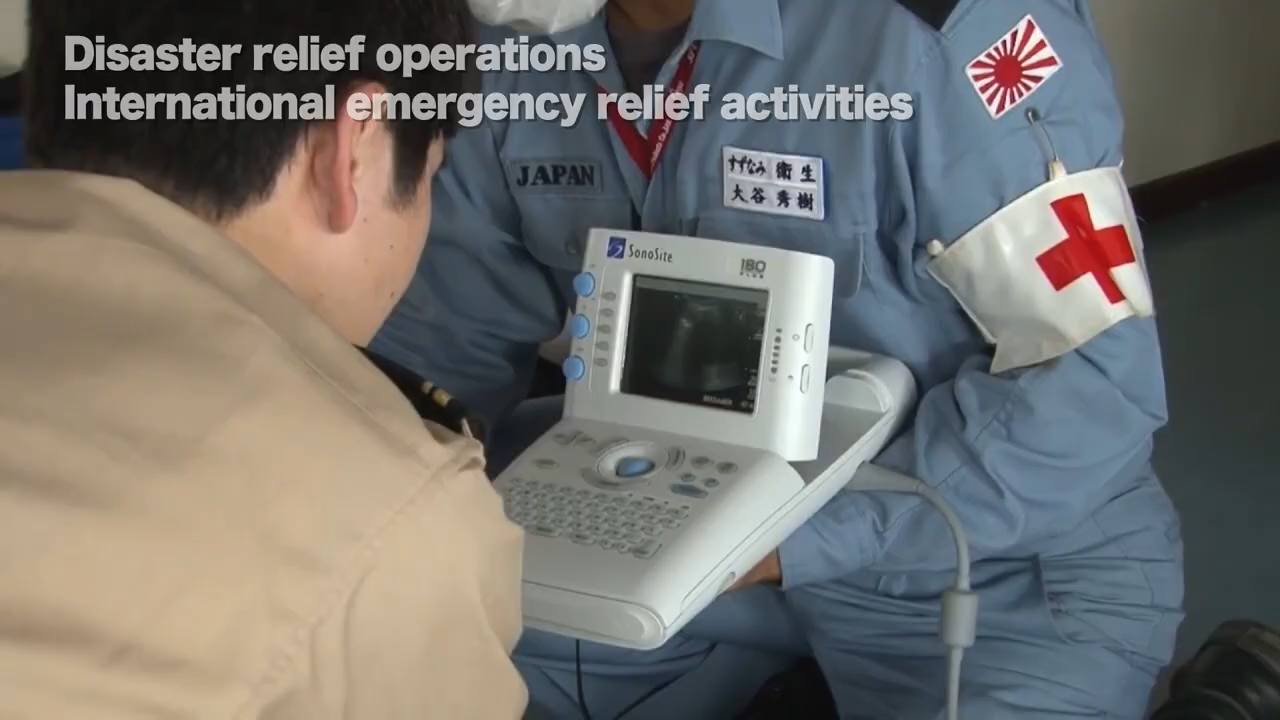 Disaster relief operations
International emergency relief activities
JAPAN
すずなみ 衛生
大谷 秀樹
SonoSite
180
PLUS